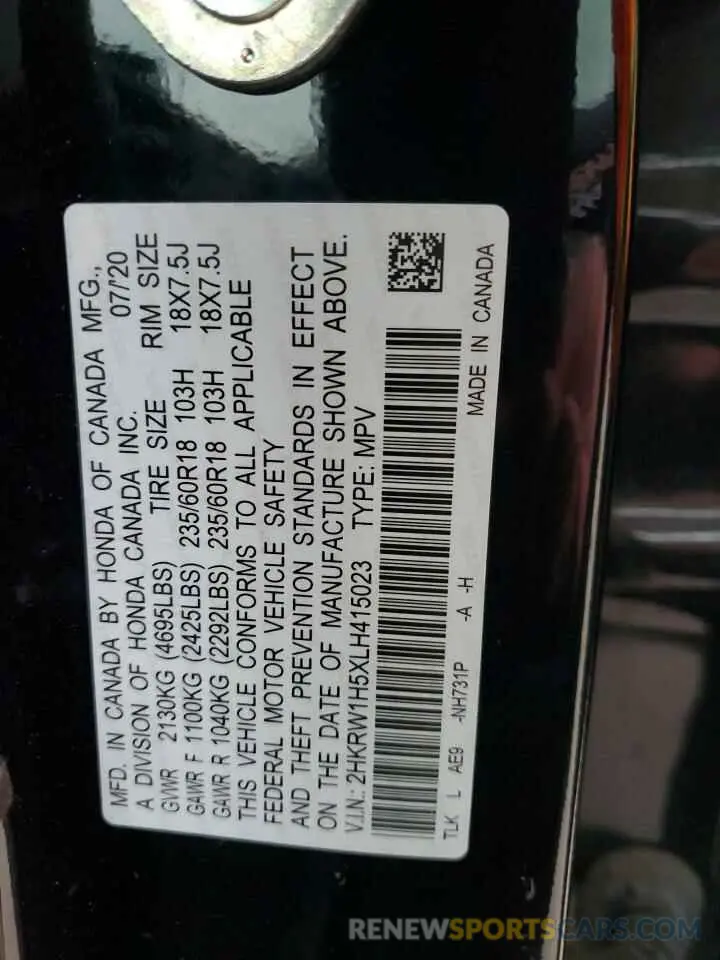 MFD. IN CANADA BY HONDA OF CANADA MFG.,
A DIVISION OF HONDA CANADA INC. 07/'20
GVWR 2130KG (4695LBS) TIRE SIZE RIM SIZE
GAWR F 1100KG (2425LBS) 235/60R18 103H 18X7.5J
GAWR R 1040KG (2292LBS) 235/60R18 103H 18X7.5J
THIS VEHICLE CONFORMS TO ALL APPLICABLE
FEDERAL MOTOR VEHICLE SAFETY
AND THEFT PREVENTION STANDARDS IN EFFECT
ON THE DATE OF MANUFACTURE SHOWN ABOVE.
V.I.N.: 2HKRW1H5XLH415023 TYPE: MPV
TLK L AE9 -NH731P -A -H
MADE IN CANADA
RENEWSPORTSCARS.COM